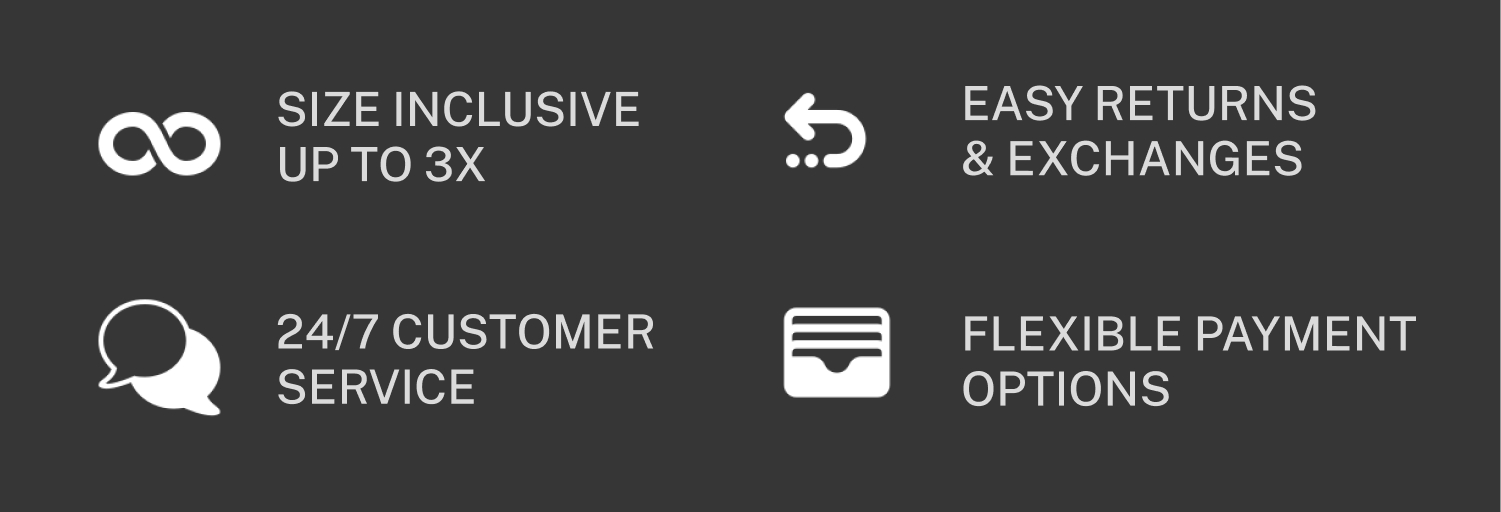 SIZE INCLUSIVE
UP TO 3X
EASY RETURNS
& EXCHANGES
24/7 CUSTOMER
SERVICE
FLEXIBLE PAYMENT
OPTIONS